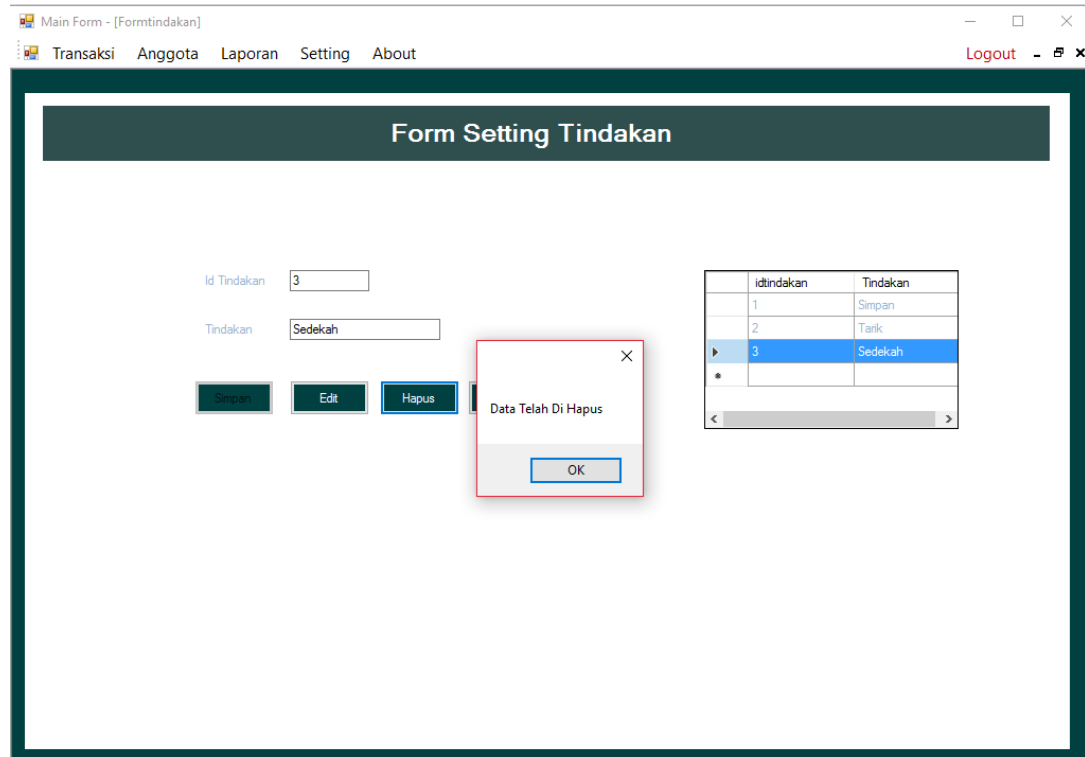 Main Form - [Formtindakan]
Transaksi Anggota Laporan Setting About Logout
Form Setting Tindakan
Id Tindakan 3
Tindakan Sedekah
Simpan Edit Hapus
idtindakan Tindakan
1 Simpan
2 Tarik
3 Sedekah
Data Telah Di Hapus
OK